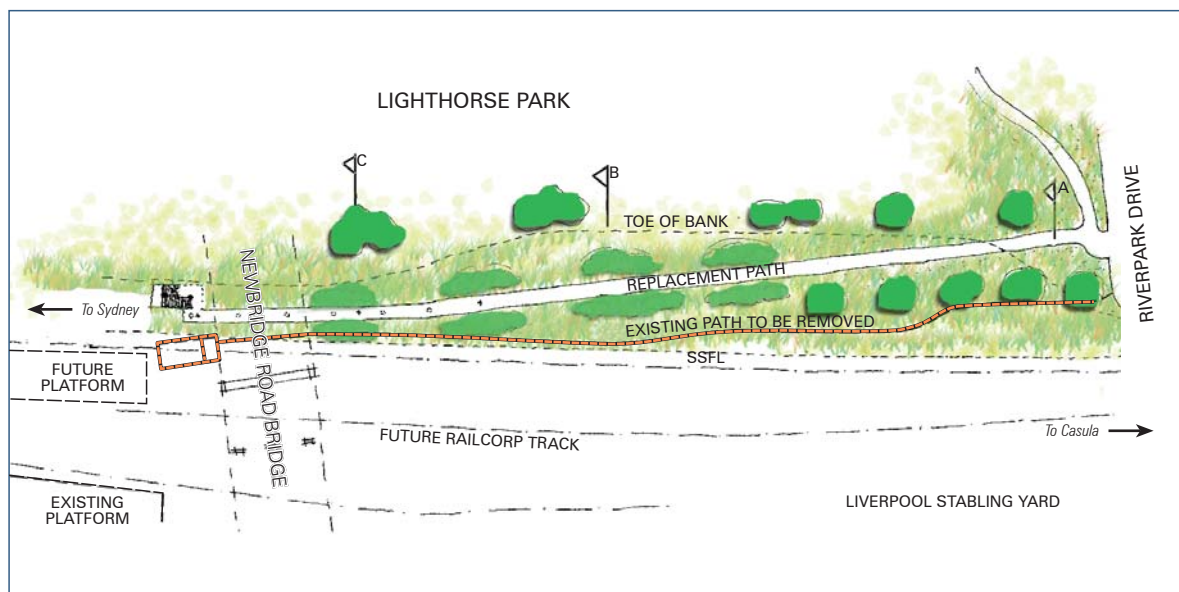 LIGHTHORSE PARK
C
B
A
TOE OF BANK
RIVERPARK DRIVE
NEWBRIDGE ROAD BRIDGE
REPLACEMENT PATH
To Sydney
EXISTING PATH TO BE REMOVED
SSFL
FUTURE
PLATFORM
FUTURE RAILCORP TRACK
To Casula
EXISTING
PLATFORM
LIVERPOOL STABLING YARD